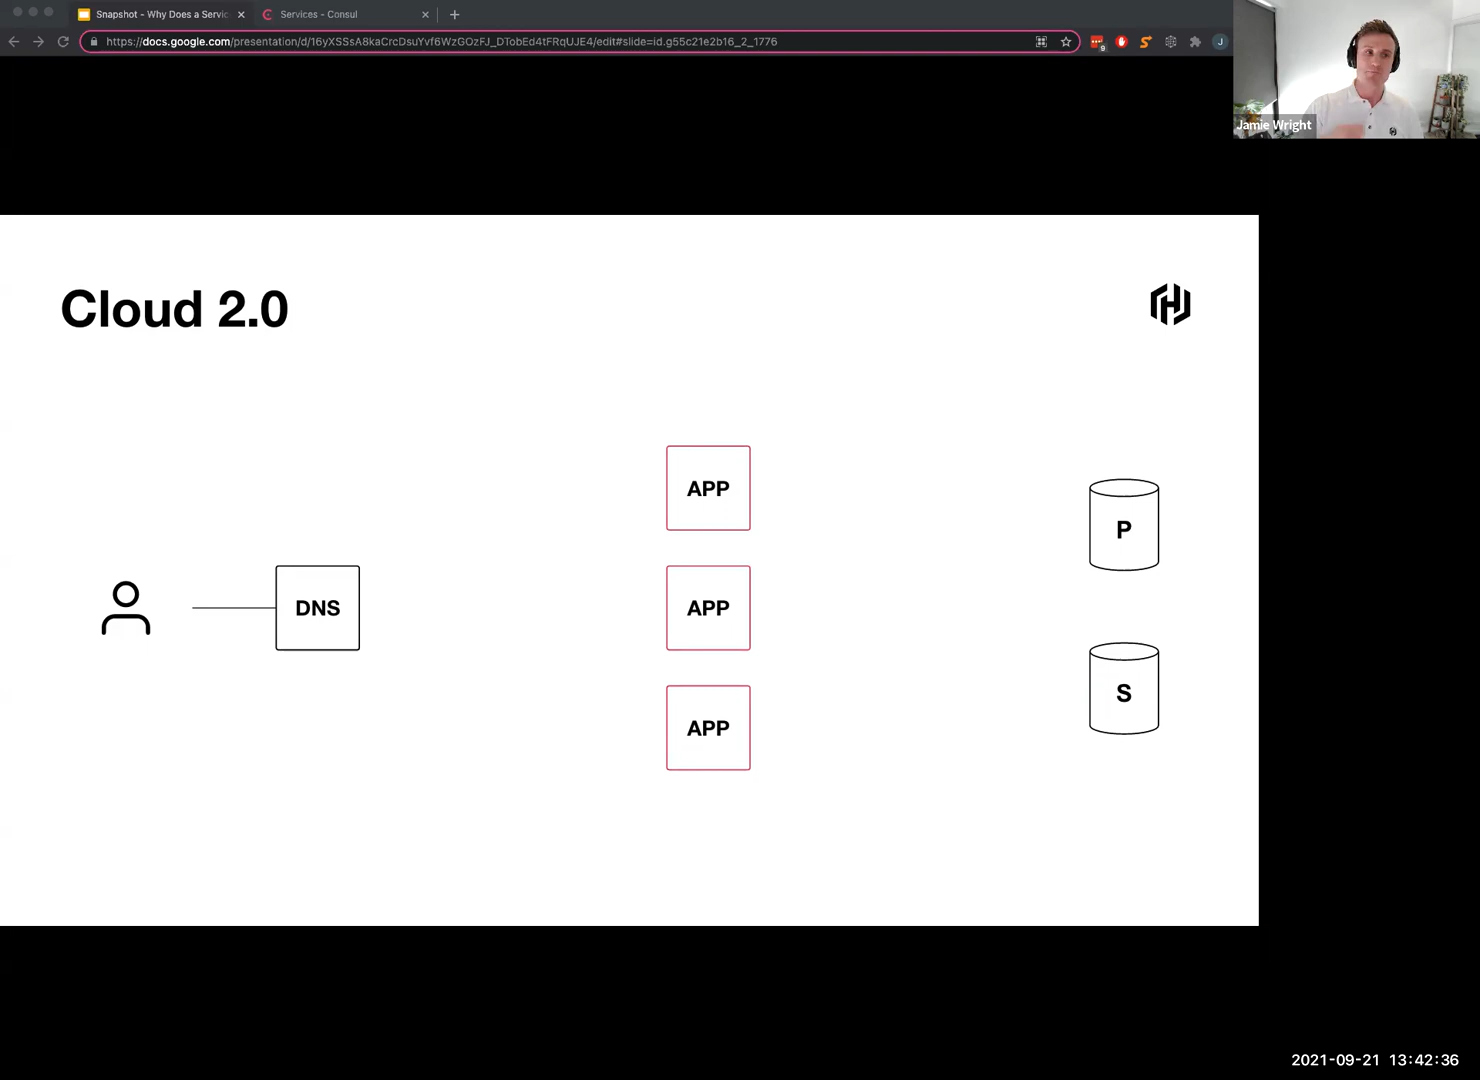 Snapshot - Why Does a Servic
Services - Consul
https://docs.google.com/presentation/d/16yXSSsA8kaCrcDsuYvf6WzGOzFJ_DTobEd4tFRqUJE4/edit#slide=id.g55c21e2b16_2_1776
9
J
Jamie Wright
Cloud 2.0
APP
P
DNS
APP
S
APP
2021-09-21 13:42:36